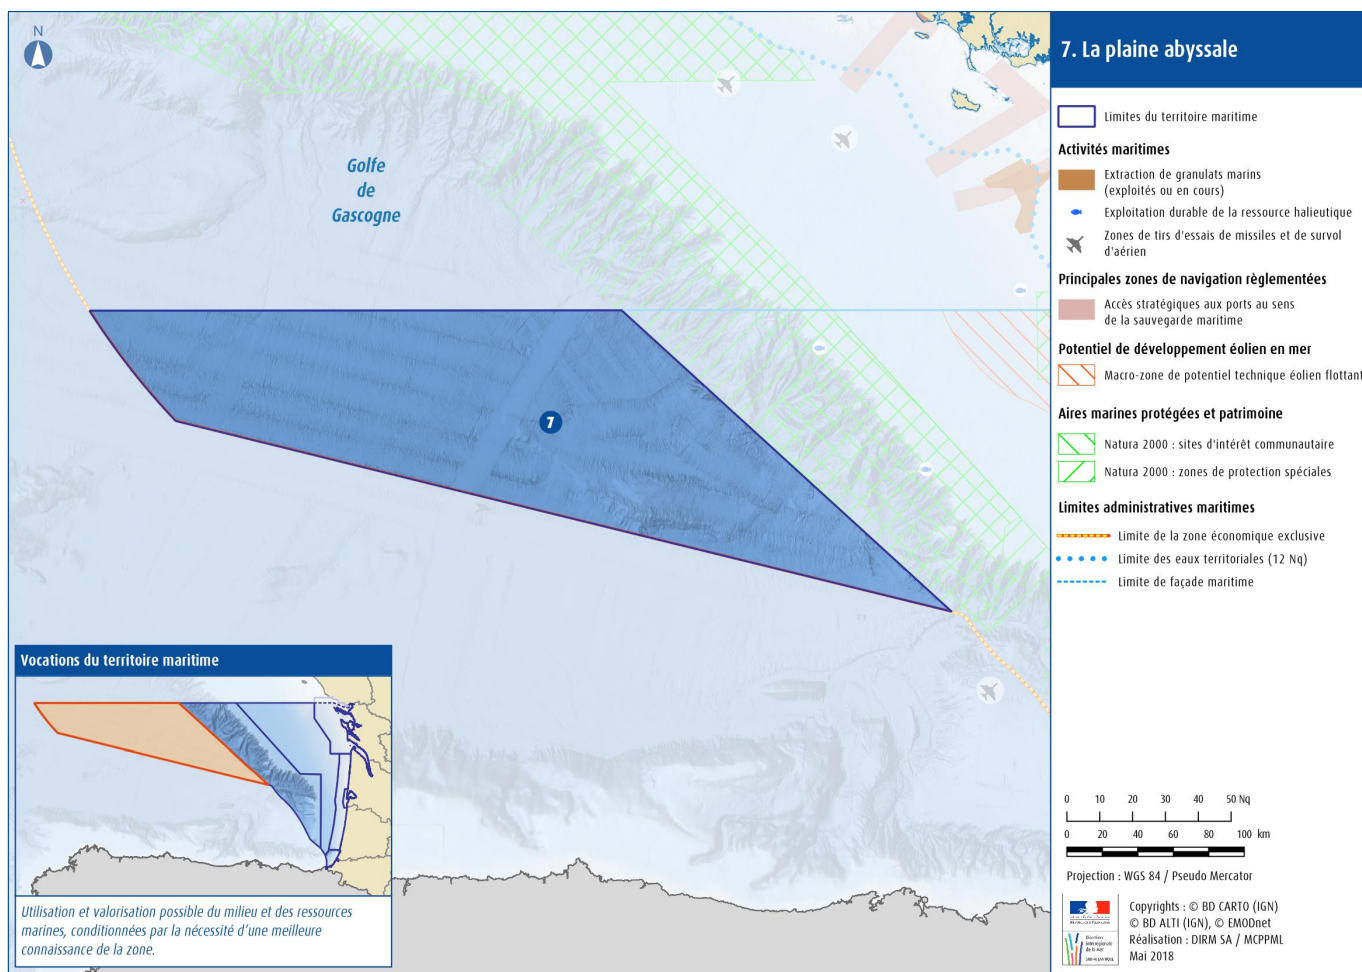 N
Golfe
de
Gascogne
7
7. La plaine abyssale
Limites du territoire maritime
Activités maritimes
Extraction de granulats marins
(exploités ou en cours)
Exploitation durable de la ressource halieutique
Zones de tirs d'essais de missiles et de survol
d'aérien
Principales zones de navigation règlementées
Accès stratégiques aux ports au sens
de la sauvegarde maritime
Potentiel de développement éolien en mer
Macro-zone de potentiel technique éolien flottant
Aires marines protégées et patrimoine
Natura 2000 : sites d'intérêt communautaire
Natura 2000 : zones de protection spéciales
Limites administratives maritimes
Limite de la zone économique exclusive
Limite des eaux territoriales (12 Nq)
Limite de façade maritime
Vocations du territoire maritime
Utilisation et valorisation possible du milieu et des ressources
marines, conditionnées par la nécessité d'une meilleure
connaissance de la zone.
0 10 20 30 40 50 Nq
0 20 40 60 80 100 km
Projection : WGS 84 / Pseudo Mercator
Copyrights : © BD CARTO (IGN)
© BD ALTI (IGN), © EMODnet
Réalisation : DIRM SA / MCPPML
Mai 2018